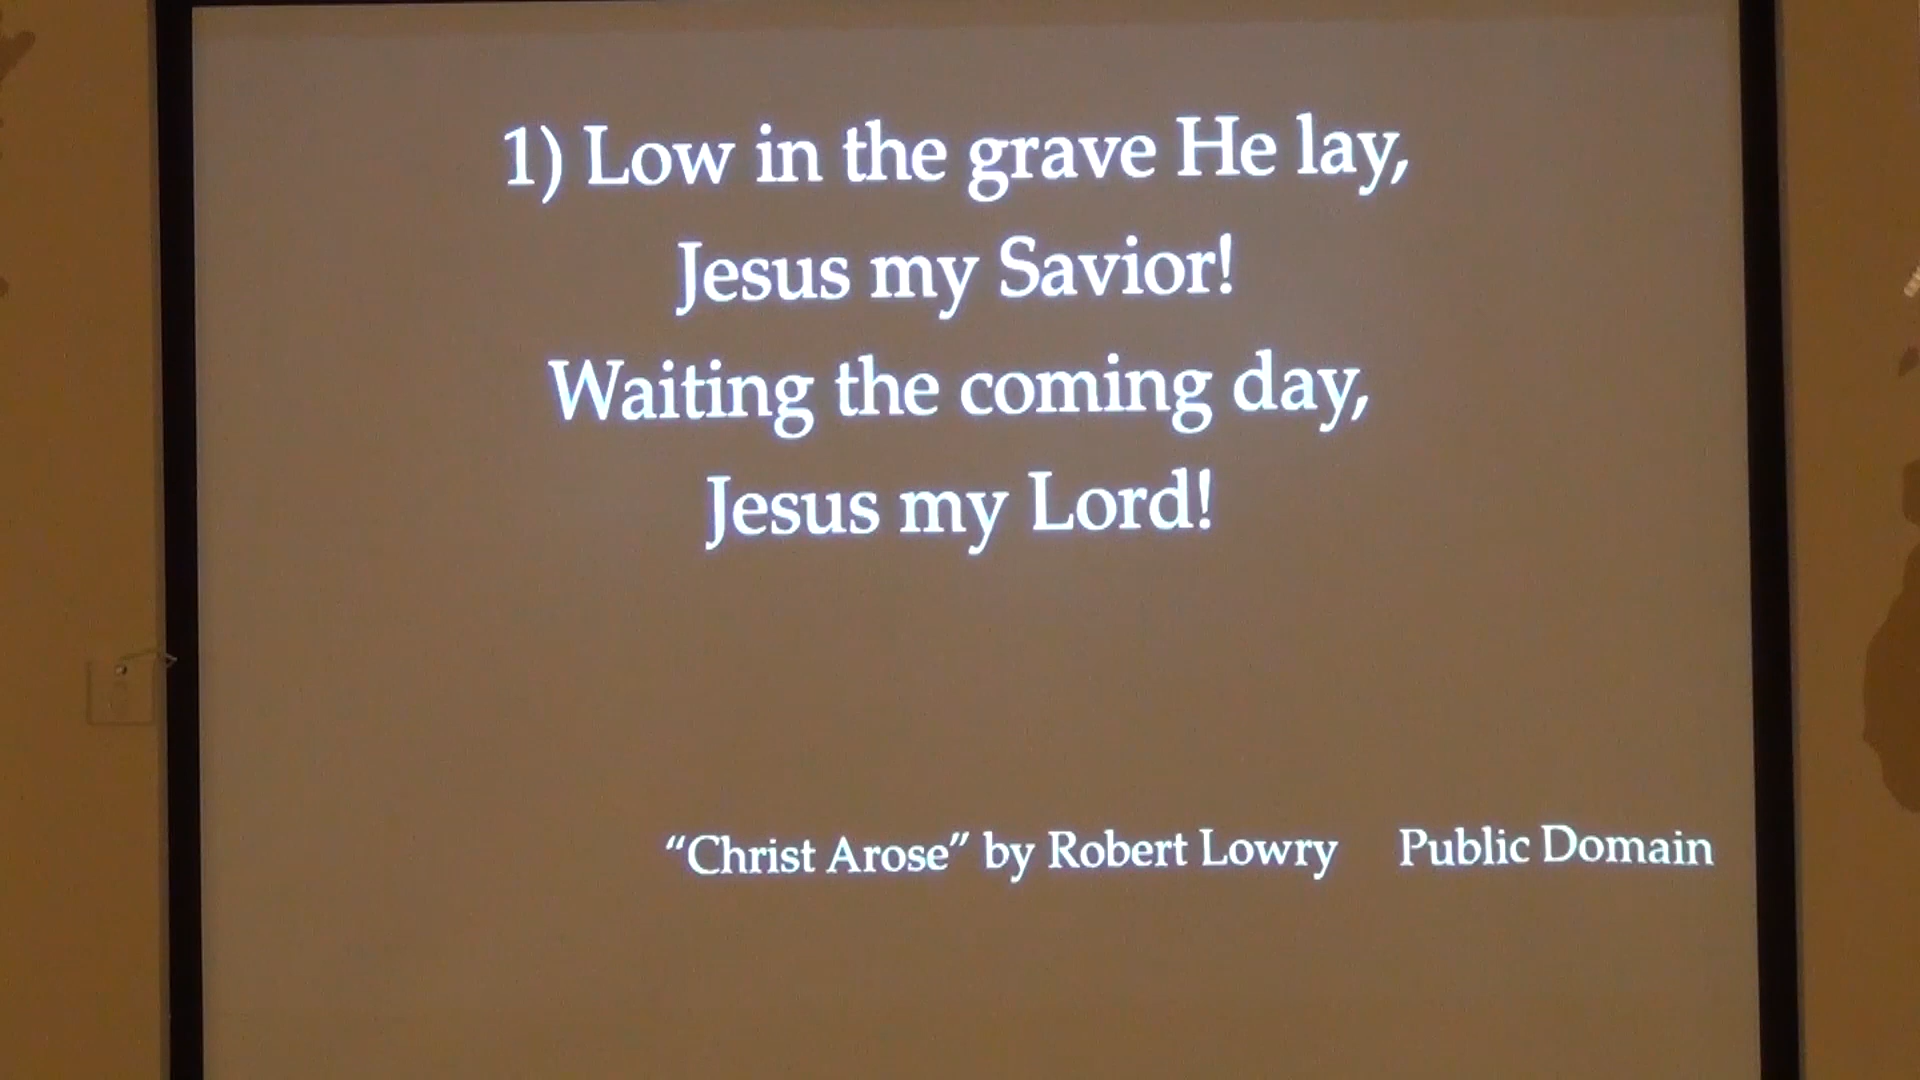 1) Low in the grave He lay,
Jesus my Savior!
Waiting the coming day,
Jesus my Lord!
“Christ Arose” by Robert Lowry Public Domain